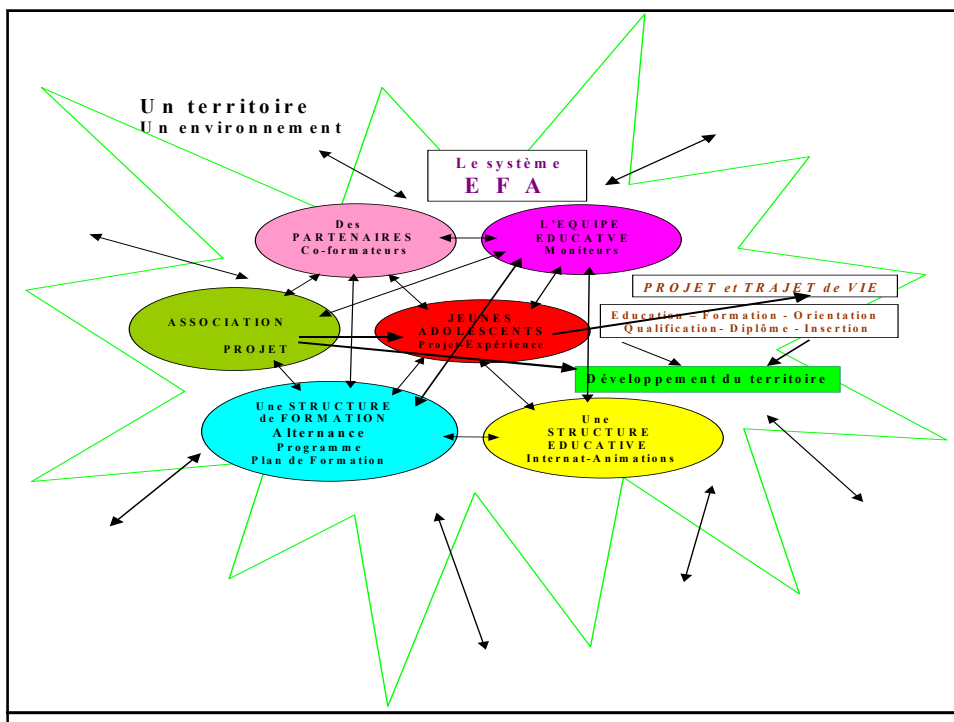 Un territoire
Un environnement
Le système
E F A
Des
PARTENAIRES
Co-formateurs
L'EQUIPE
EDUCATVE
Moniteurs
PROJET et TRAJET de VIE
Education – Formation - Orientation
Qualification- Diplôme - Insertion
ASSOCIATION
PROJET
JEUNES
ADOLESCENTS
Projet-Expérience
Développement du territoire
Une STRUCTURE
de FORMATION
Alternance
Programme
Plan de Formation
Une
STRUCTURE
EDUCATIVE
Internat-Animations